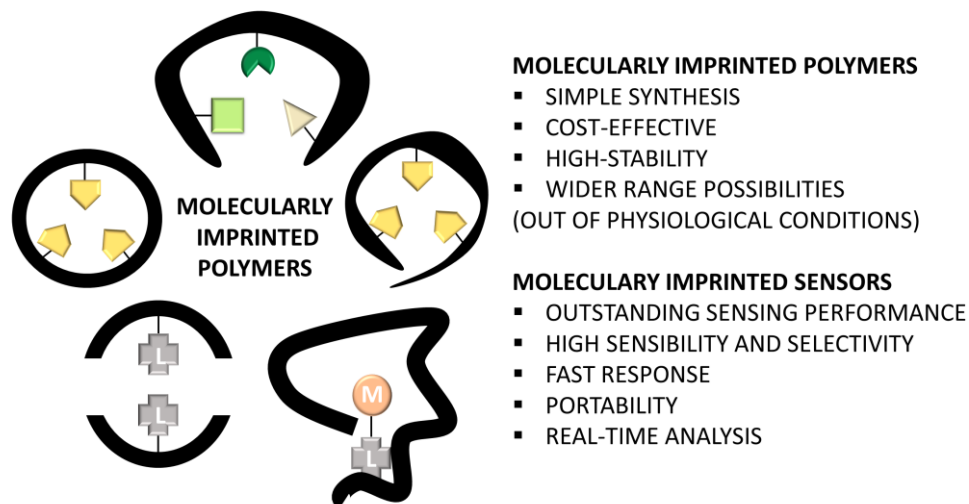 MOLECULARLY
IMPRINTED
POLYMERS
L
L
M
L
MOLECULARLY IMPRINTED POLYMERS
▪ SIMPLE SYNTHESIS
▪ COST-EFFECTIVE
▪ HIGH-STABILITY
▪ WIDER RANGE POSSIBILITIES
(OUT OF PHYSIOLOGICAL CONDITIONS)
MOLECULARY IMPRINTED SENSORS
▪ OUTSTANDING SENSING PERFORMANCE
▪ HIGH SENSIBILITY AND SELECTIVITY
▪ FAST RESPONSE
▪ PORTABILITY
▪ REAL-TIME ANALYSIS